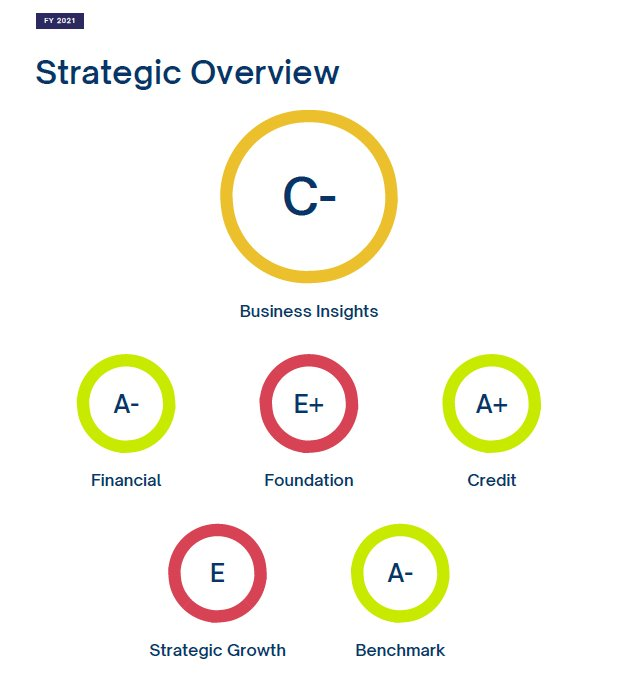 FY 2021
Strategic Overview
C-
Business Insights
A-
E+
A+
Financial
Foundation
Credit
E
A-
Strategic Growth
Benchmark